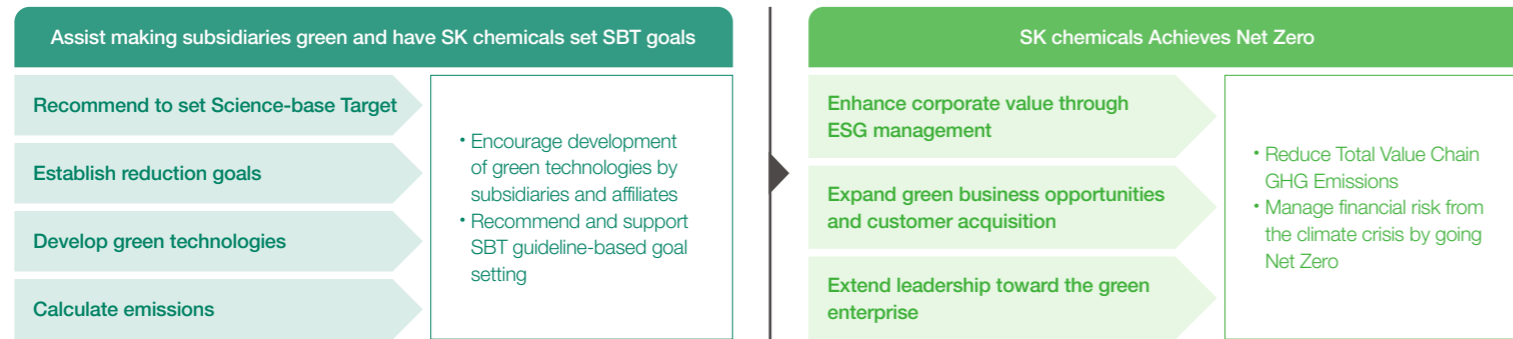 Assist making subsidiaries green and have SK chemicals set SBT goals
Recommend to set Science-base Target
Establish reduction goals
Develop green technologies
Calculate emissions
• Encourage development
of green technologies by
subsidiaries and affiliates
• Recommend and support
SBT guideline-based goal
setting
SK chemicals Achieves Net Zero
Enhance corporate value through
ESG management
Expand green business opportunities
and customer acquisition
Extend leadership toward the green
enterprise
• Reduce Total Value Chain
GHG Emissions
• Manage financial risk from
the climate crisis by going
Net Zero